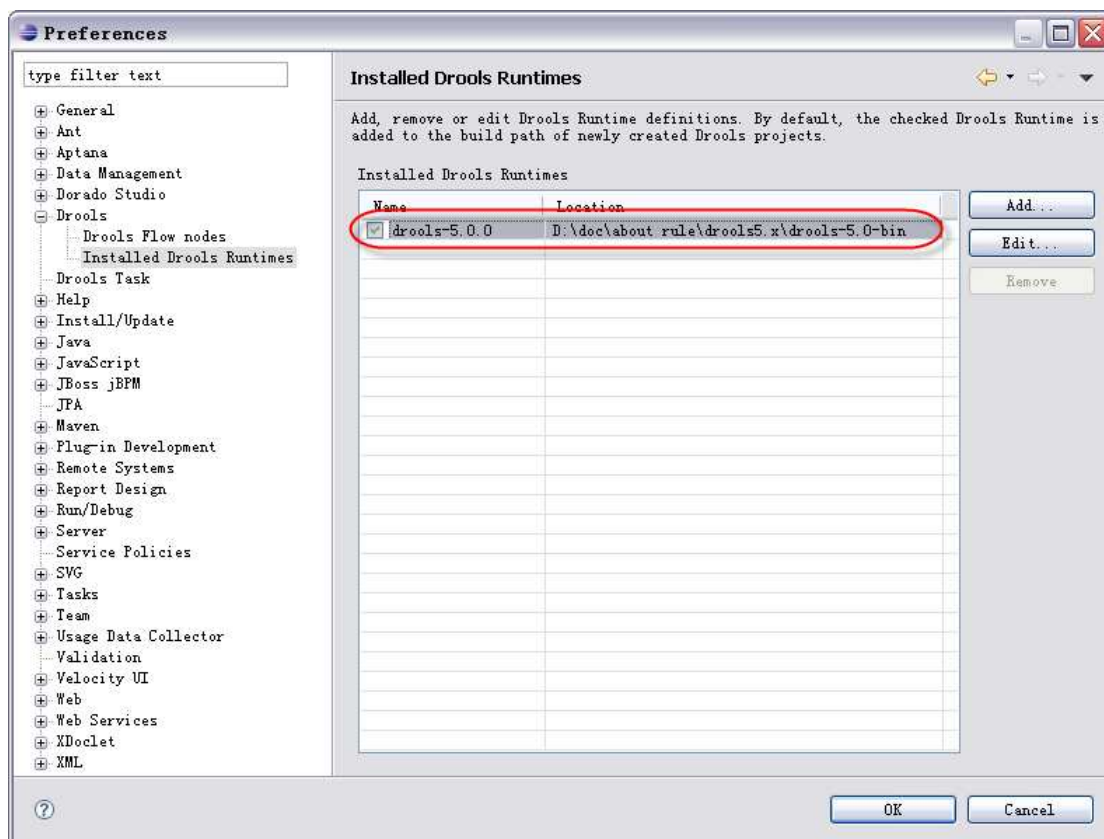 Preferences
type filter text
General
Ant
Aptana
Data Management
Dorado Studio
Drools
Drools Flow nodes
Installed Drools Runtimes
Drools Task
Help
Install/Update
Java
JavaScript
JBoss jBPM
JPA
Maven
Plug-in Development
Remote Systems
Report Design
Run/Debug
Server
Service Policies
SVG
Tasks
Team
Usage Data Collector
Validation
Velocity UI
Web
Web Services
XDoclet
XML
Installed Drools Runtimes
Add, remove or edit Drools Runtime definitions. By default, the checked Drools Runtime is
added to the build path of newly created Drools projects.
Installed Drools Runtimes
Name Location
drools-5.0.0 D:\doc\about rule\drools5.x\drools-5.0-bin
Add...
Edit...
Remove
OK Cancel